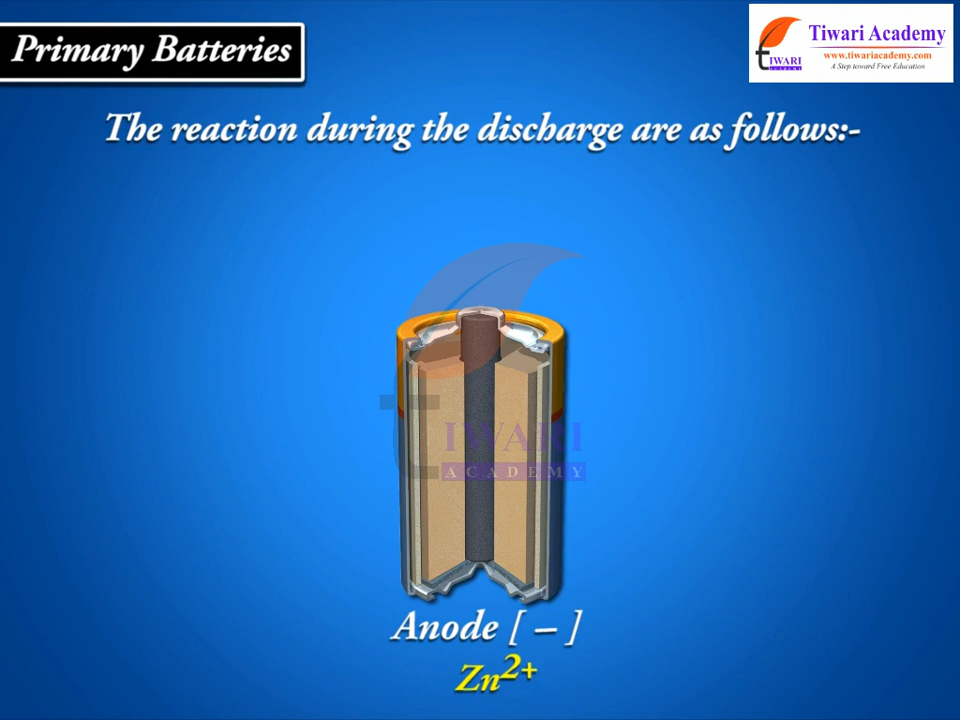 Primary Batteries
Tiwari Academy
www.tiwariacademy.com
A Step toward Free Education
tIWARI
ACADEMY
The reaction during the discharge are as follows:-
tIWARI
ACADEMY
Anode [ – ]
Zn²⁺